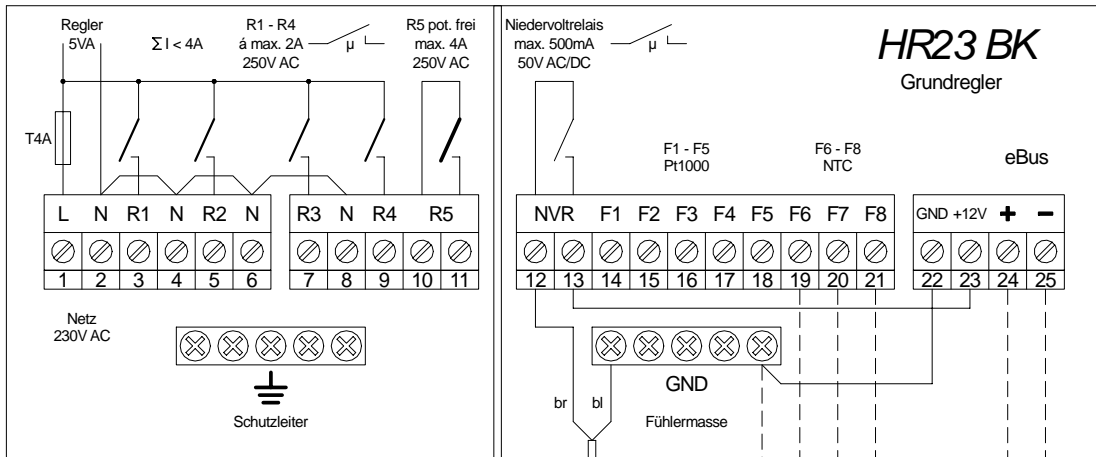 Regler
5VA
∑ I < 4A
R1 - R4
á max. 2A
250V AC
µ
R5 pot. frei
max. 4A
250V AC
T4A
L N R1 N R2 N
R3 N R4 R5
1 2 3 4 5 6
7 8 9 10 11
Netz
230V AC
Schutzleiter
Niedervoltrelais
max. 500mA
50V AC/DC
µ
HR23 BK
Grundregler
F1 - F5
Pt1000
F6 - F8
NTC
eBus
NVR F1 F2 F3 F4 F5 F6 F7 F8
GND +12V + −
12 13 14 15 16 17 18 19 20 21
22 23 24 25
GND
br bl
Fühlermasse